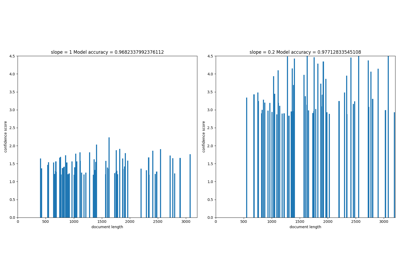 slope = 1 Model accuracy = 0.9682337992376112
slope = 0.2 Model accuracy = 0.97712833545108
4.5
4.0
3.5
3.0
2.5
2.0
1.5
1.0
0.5
0.0
confidence score
0 500 1000 1500 2000 2500 3000
document length
4.5
4.0
3.5
3.0
2.5
2.0
1.5
1.0
0.5
0.0
confidence score
0 500 1000 1500 2000 2500 3000
document length